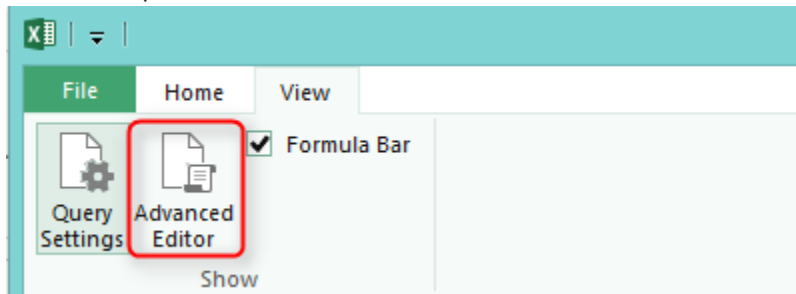 File Home View
Formula Bar
Query Advanced
Settings Editor
Show